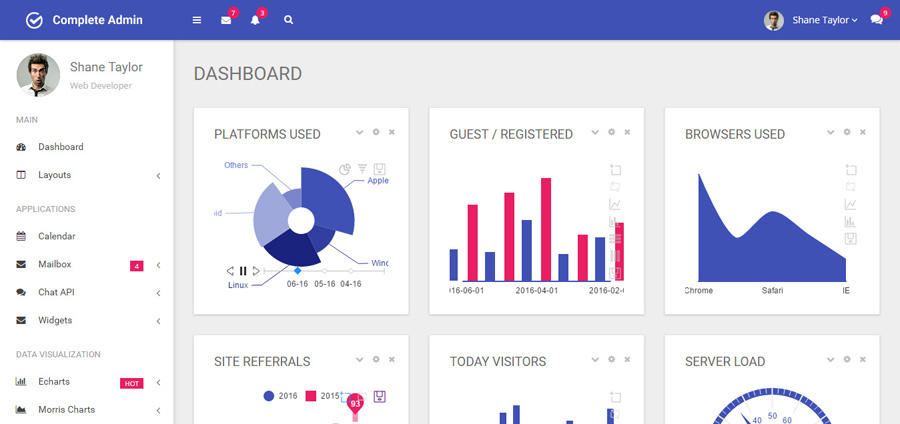 Complete Admin
7
3
Shane Taylor
9
Shane Taylor
Web Developer
MAIN
Dashboard
Layouts
APPLICATIONS
Calendar
Mailbox
4
Chat API
Widgets
DATA VISUALIZATION
Echarts
HOT
Morris Charts
DASHBOARD
PLATFORMS USED
Others
Apple
id
Wind
Linux
06-16 05-16 04-16
GUEST / REGISTERED
16-06-01 2016-04-01 2016-02-
BROWSERS USED
Chrome Safari IE
SITE REFERRALS
2016 2015
93
TODAY VISITORS
SERVER LOAD
40 50 60